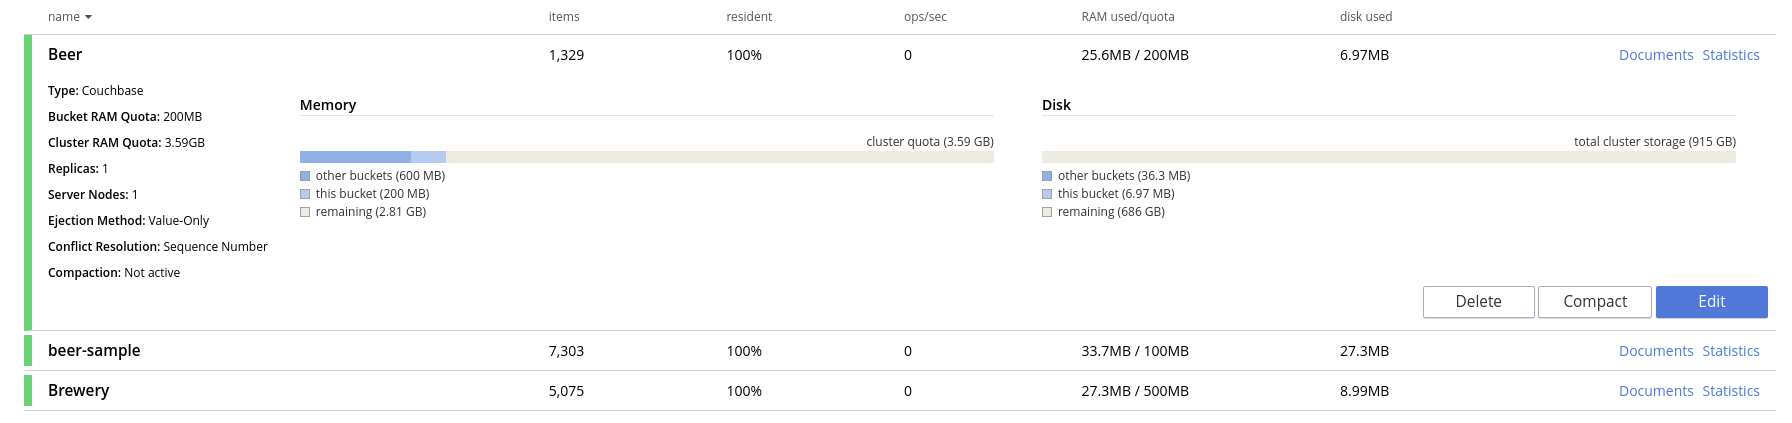 name items resident ops/sec RAM used/quota disk used
Beer 1,329 100% 0 25.6MB / 200MB 6.97MB Documents Statistics
Type: Couchbase
Bucket RAM Quota: 200MB
Cluster RAM Quota: 3.59GB
Replicas: 1
Server Nodes: 1
Ejection Method: Value-Only
Conflict Resolution: Sequence Number
Compaction: Not active
Memory
cluster quota (3.59 GB)
other buckets (600 MB)
this bucket (200 MB)
remaining (2.81 GB)
Disk
total cluster storage (915 GB)
other buckets (36.3 MB)
this bucket (6.97 MB)
remaining (686 GB)
Delete Compact Edit
beer-sample 7,303 100% 0 33.7MB / 100MB 27.3MB Documents Statistics
Brewery 5,075 100% 0 27.3MB / 500MB 8.99MB Documents Statistics